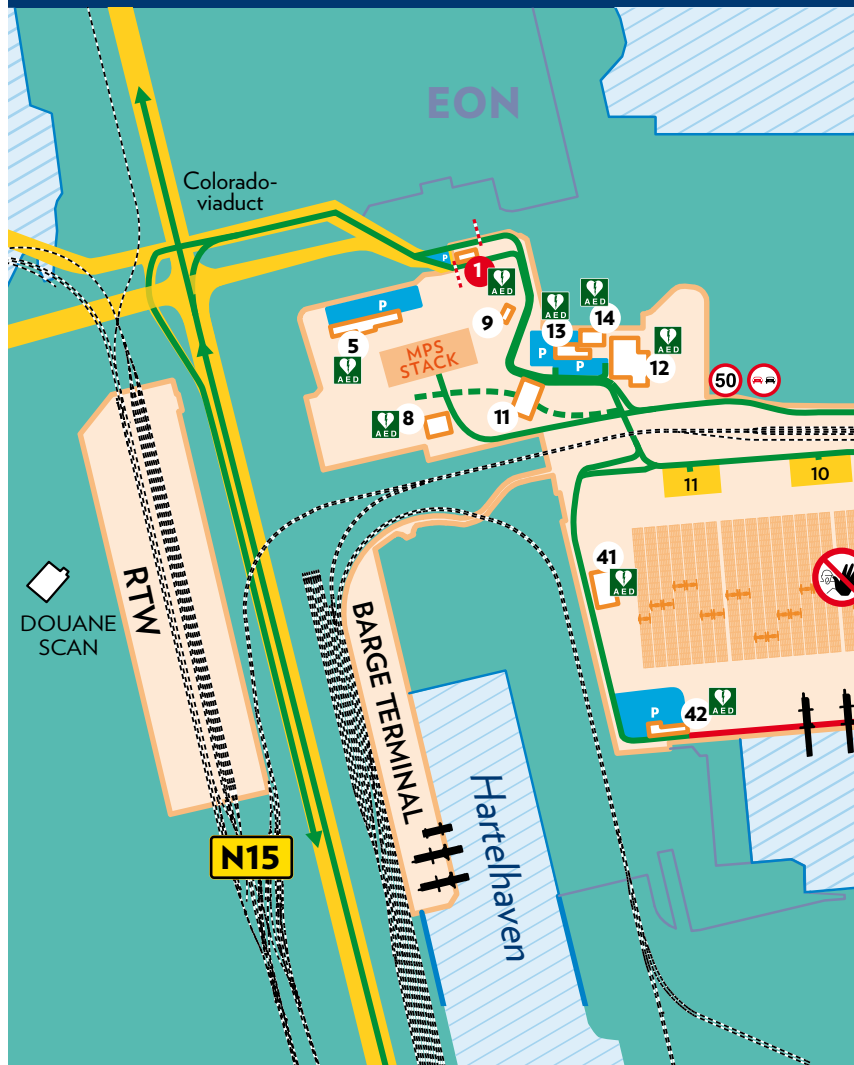 EON
Colorado-
viaduct
P
1
AED
P
5
AED
9
MPS
STACK
AED
8
11
AED
13
AED
14
P
P
AED
12
50
11
10
41
AED
DOUANE
SCAN
RTW
BARGE TERMINAL
P
42
AED
Hartelhaven
N15